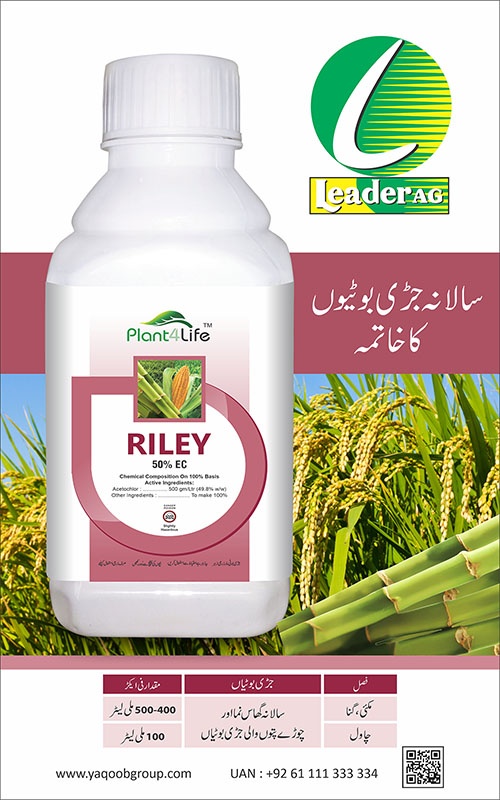 Leader AG
سالانہ جڑی بوٹیوں
کا خاتمہ
Plant4Life™
RILEY
50% EC
Chemical Composition On 100% Basis
Active Ingredients:
Acetochlor : ............ 500 gm/Ltr (49.8% w/w)
Other Ingredients : ..................... To make 100%
Slightly
Hazardous
فصل جڑی بوٹیاں مقدار فی ایکڑ
مکئی، گنا سالانہ گھاس نما اور 400-500 ملی لیٹر
چاول چوڑے پتوں والی جڑی بوٹیاں 100 ملی لیٹر
www.yaqoobgroup.com UAN : +92 61 111 333 334